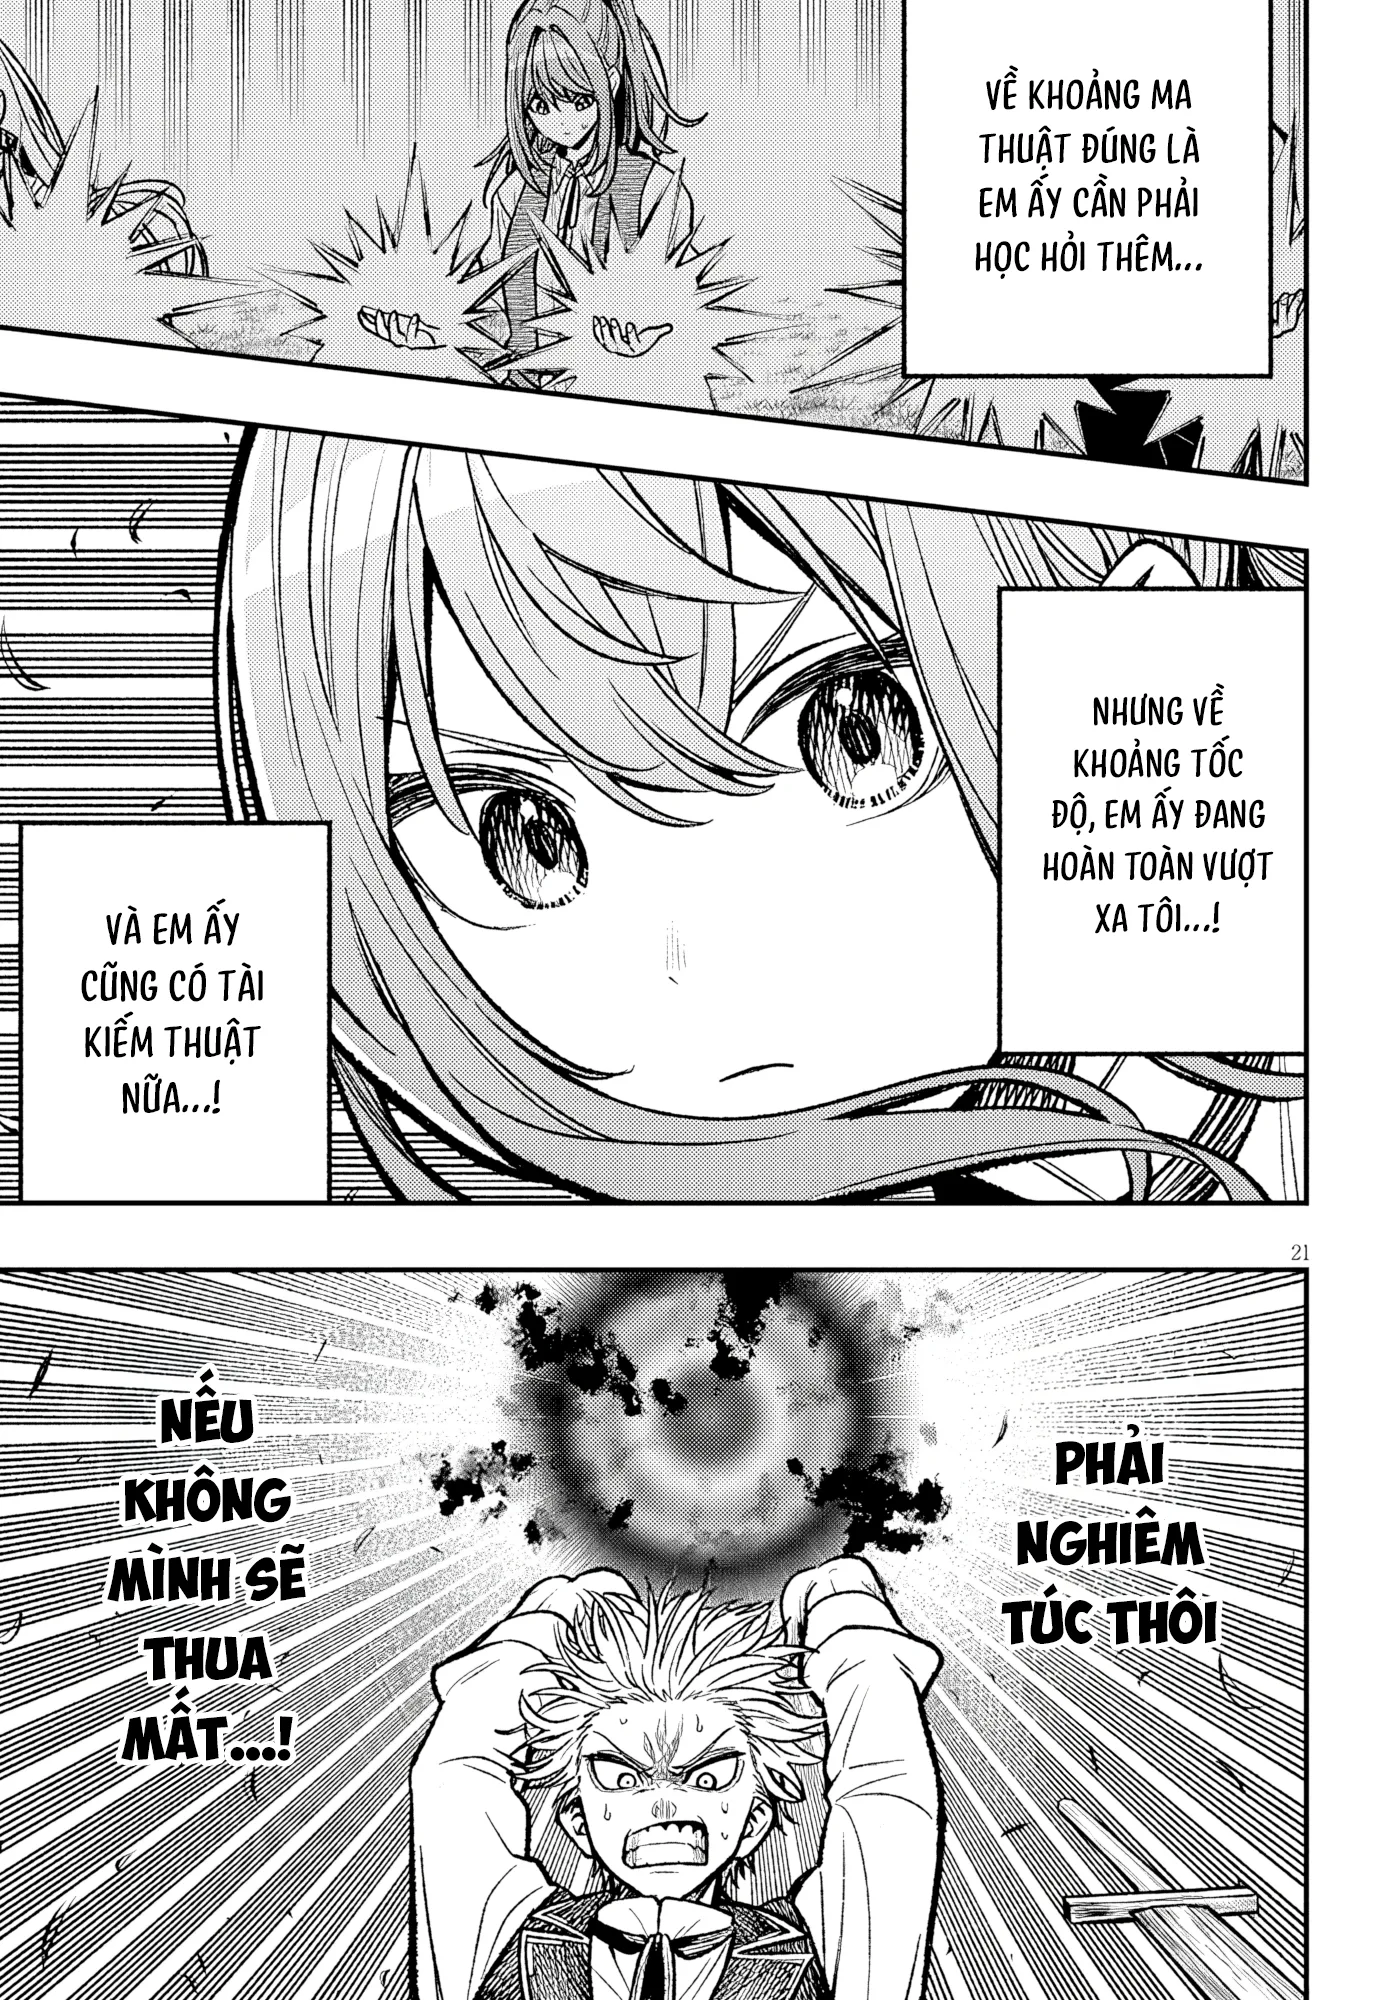 VỀ KHOẢNG MA
THUẬT ĐÚNG LÀ
EM ẤY CẦN PHẢI
HỌC HỎI THÊM...
NHƯNG VỀ
KHOẢNG TỐC
ĐỘ, EM ẤY ĐANG
HOÀN TOÀN VƯỢT
XA TÔI...!
VÀ EM ẤY
CŨNG CÓ TÀI
KIẾM THUẬT
NỮA...!
21
PHẢI
NGHIÊM
TÚC THÔI
NẾU
KHÔNG
MÌNH SẼ
THUA
MẤT...!